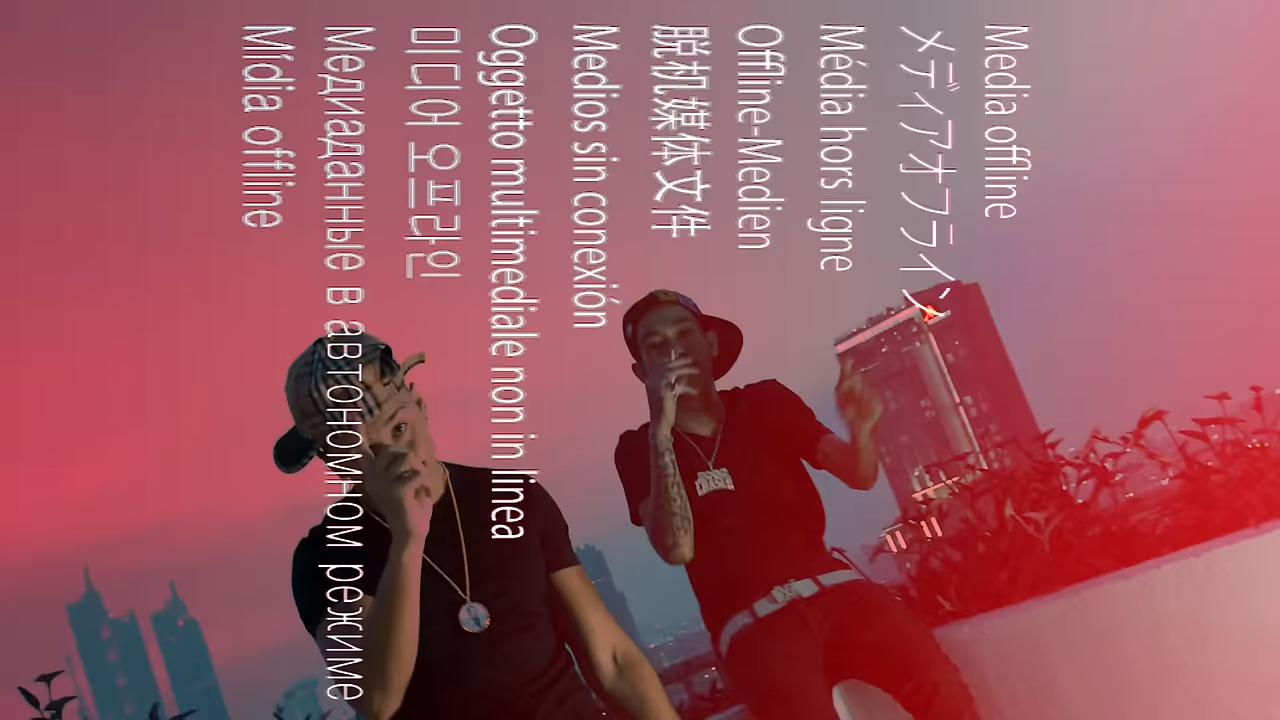 Media offline
メディアオフライン
Média hors ligne
Offline-Medien
脱机媒体文件
Medios sin conexión
Oggetto multimediale non in linea
미디어 오프라인
Медиаданные в автономном режиме
Mídia offline